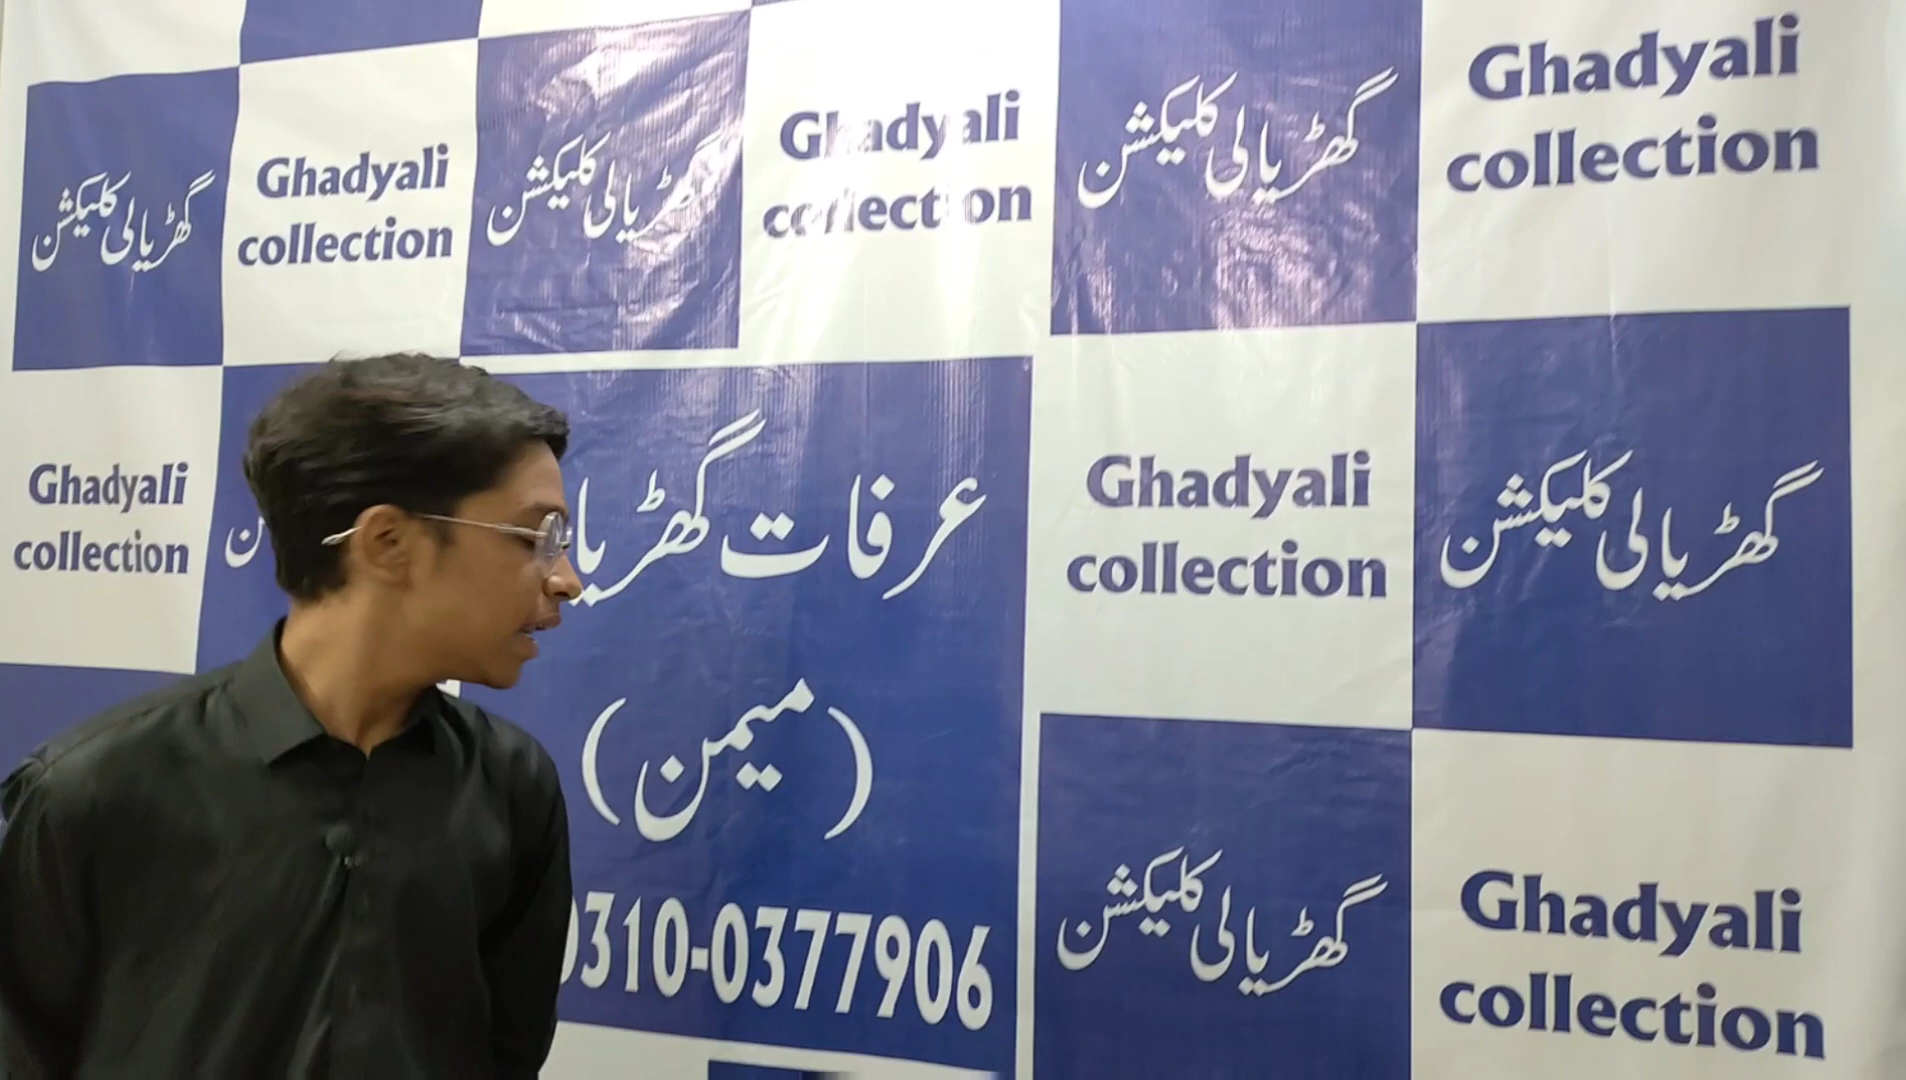 گھڑیالی کلیکشن
Ghadyali
collection
گھڑیالی کلیکشن
Ghadyali
collection
گھڑیالی کلیکشن
Ghadyali
collection
Ghadyali
collection
عرفات گھڑیا
(میمن)
0310-0377906
Ghadyali
collection
گھڑیالی کلیکشن
گھڑیالی کلیکشن
Ghadyali
collection